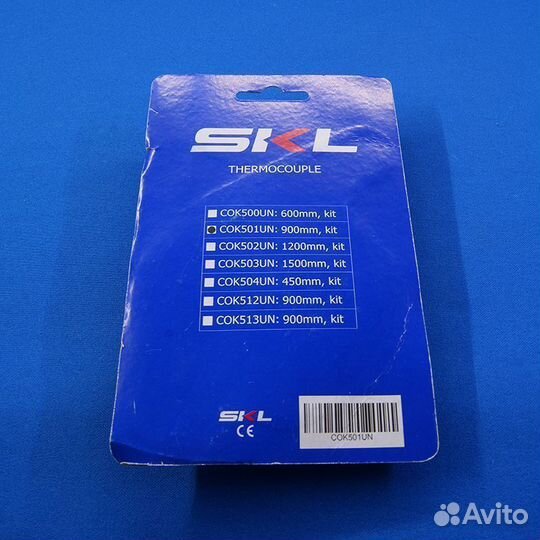 SKL
THERMOCOUPLE
COK500UN: 600mm, kit
COK501UN: 900mm, kit
COK502UN: 1200mm, kit
COK503UN: 1500mm, kit
COK504UN: 450mm, kit
COK512UN: 900mm, kit
COK513UN: 900mm, kit
SKL
CE
COK501UN
Avito